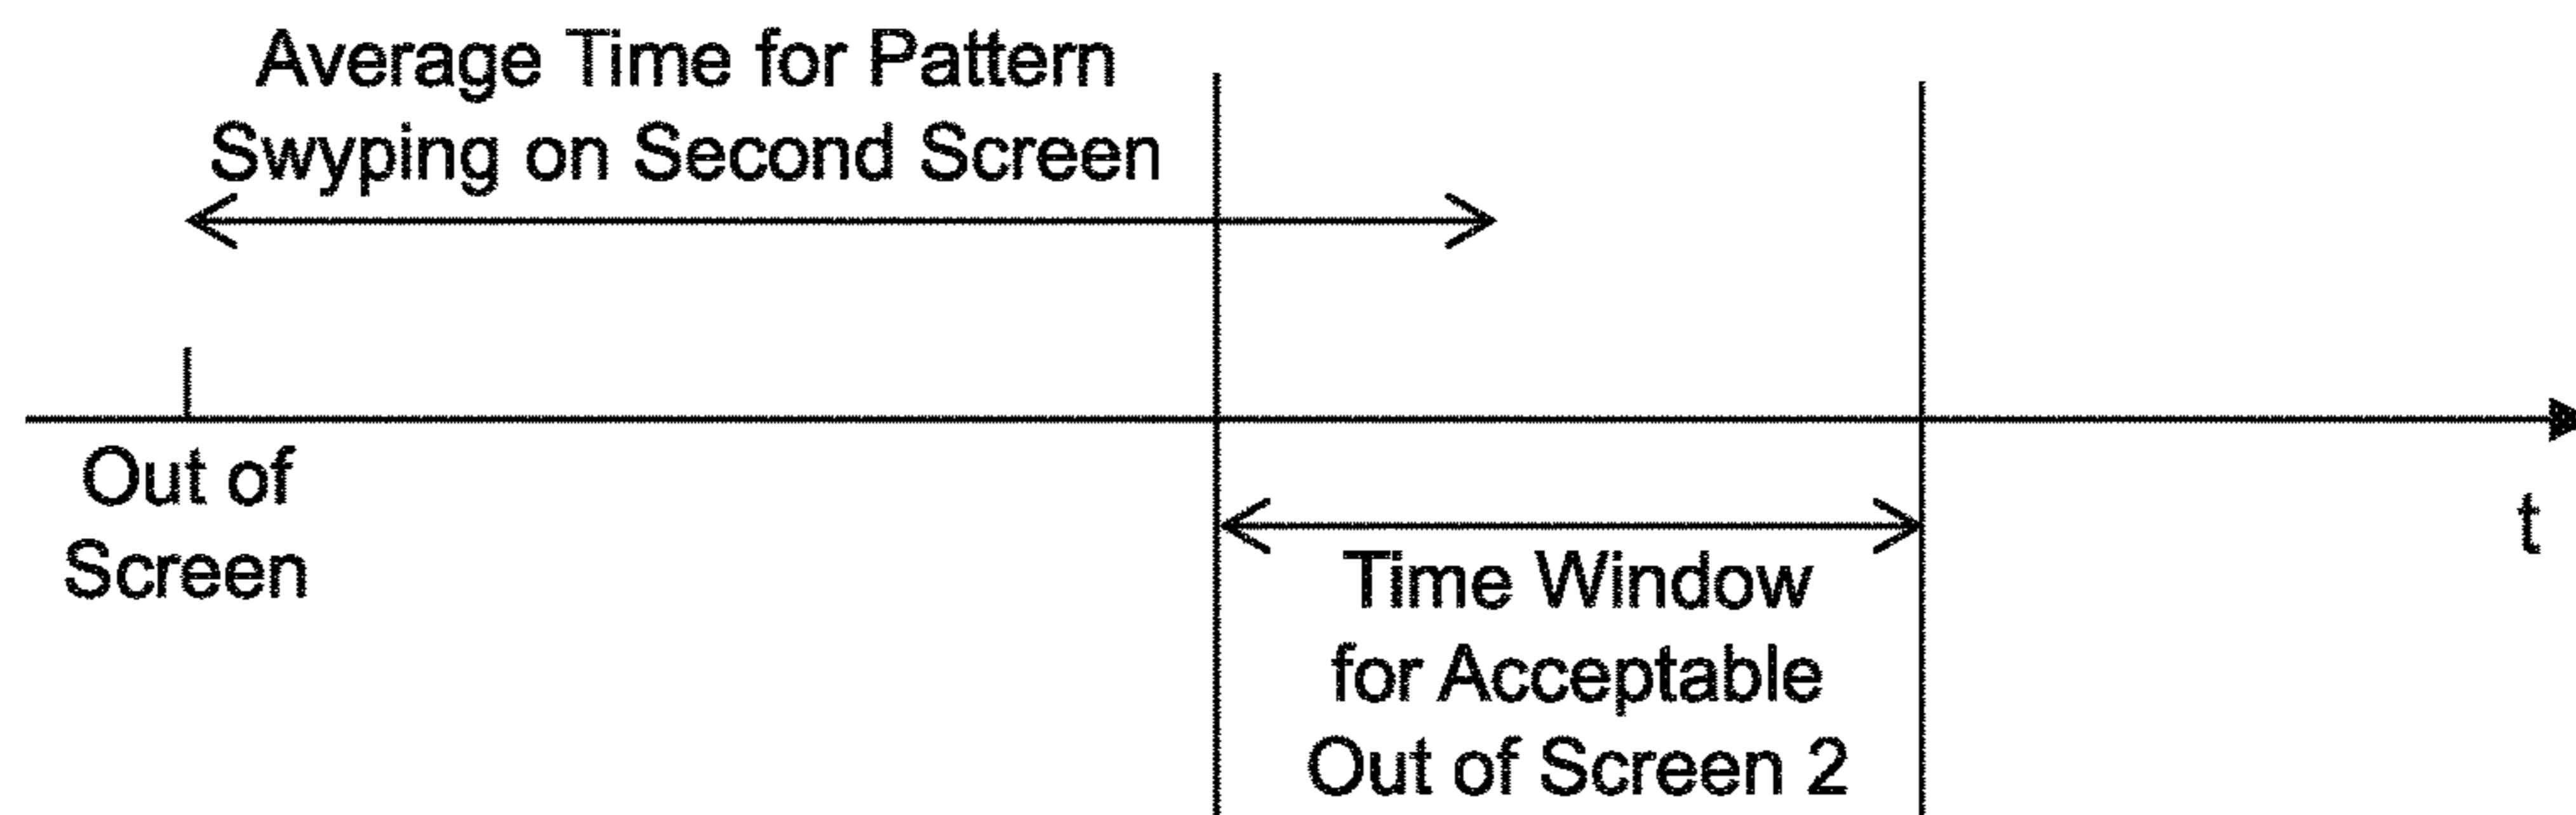 Average Time for Pattern
Swyping on Second Screen
Out of
Screen
t
Time Window
for Acceptable
Out of Screen 2